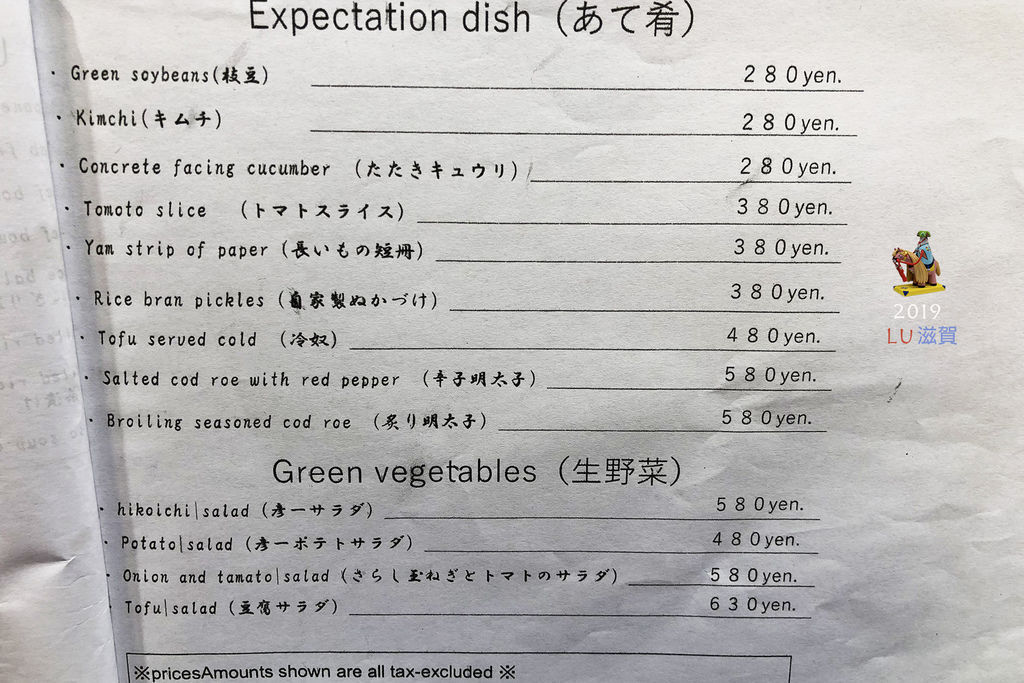 Expectation dish（あて肴）
・Green soybeans(枝豆) 280yen.
・Kimchi(キムチ) 280yen.
・Concrete facing cucumber （たたきキュウリ) 280yen.
・Tomoto slice （トマトスライス) 380yen.
・Yam strip of paper (長いもの短冊) 380yen.
・Rice bran pickles (自家製ぬかづけ) 380yen.
・Tofu served cold （冷奴) 480yen.
・Salted cod roe with red pepper （辛子明太子) 580yen.
・Broiling seasoned cod roe （炙り明太子) 580yen.
Green vegetables（生野菜）
・hikoichi|salad (彦一サラダ) 580yen.
・Potato|salad (彦一ポテトサラダ) 480yen.
・Onion and tamato|salad (さらし玉ねぎとトマトのサラダ) 580yen.
・Tofu|salad (豆腐サラダ) 630yen.
※pricesAmounts shown are all tax-excluded ※
2019
LU滋賀